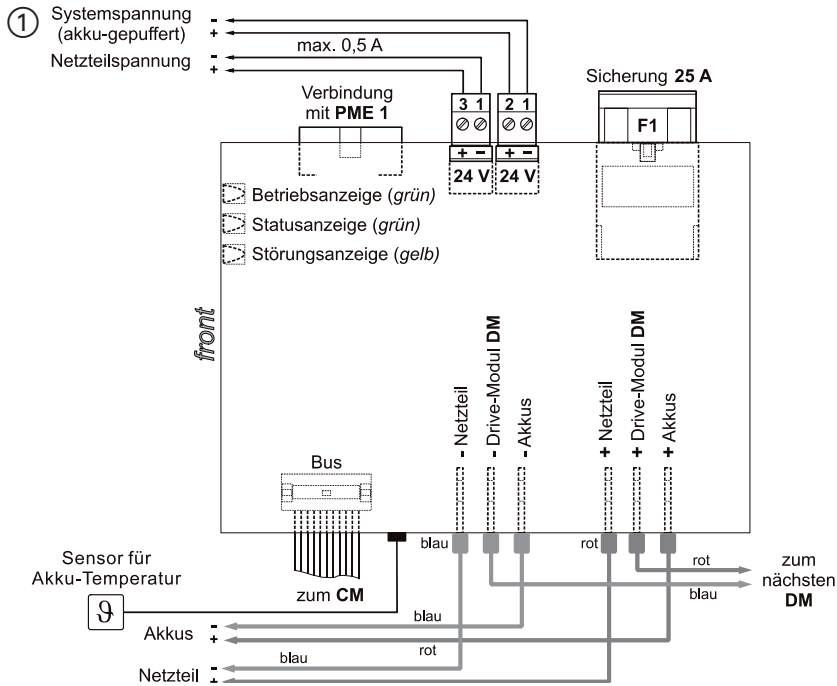 ①
Systemspannung
(akku-gepuffert)
-
+
Netzteilspannung
-
+
max. 0,5 A
Verbindung
mit PME 1
3 1
2 1
+ -
+ -
24 V
24 V
Sicherung 25 A
F1
Betriebsanzeige (grün)
Statusanzeige (grün)
Störungsanzeige (gelb)
front
- Netzteil
- Drive-Modul DM
- Akkus
+ Netzteil
+ Drive-Modul DM
+ Akkus
Bus
blau
rot
rot
blau
zum
nächsten
DM
Sensor für
Akku-Temperatur
ϑ
zum CM
Akkus
-
+
blau
rot
Netzteil
-
+
blau